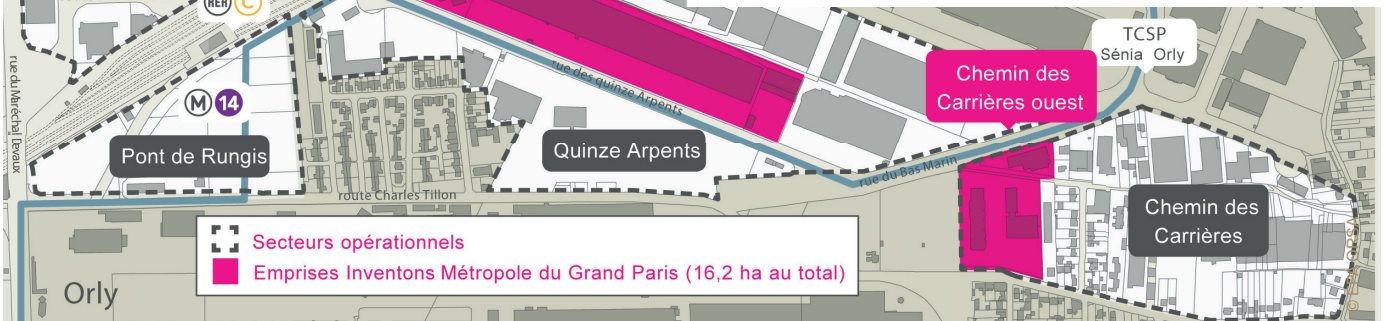 RER C
rue du Maréchal Devaux
M 14
Pont de Rungis
rue des quinze Arpents
Quinze Arpents
route Charles Tillon
TCSP
Sénia Orly
Chemin des
Carrières ouest
rue du Bas Marin
Chemin des
Carrières
Secteurs opérationnels
Emprises Inventons Métropole du Grand Paris (16,2 ha au total)
Orly